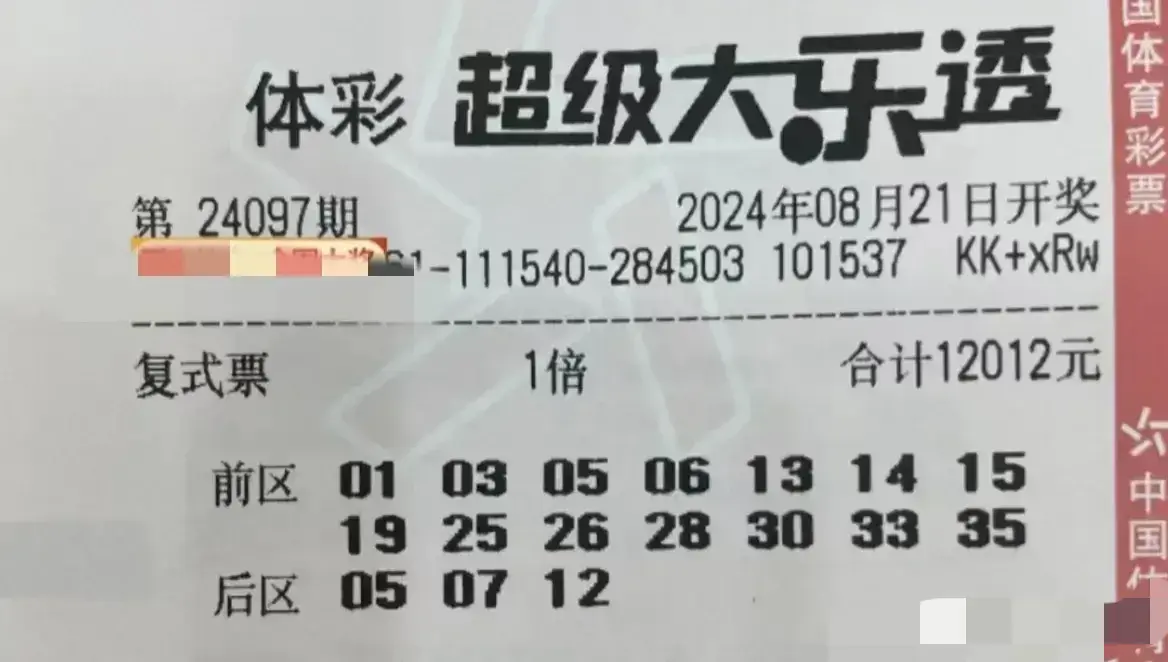 体彩 超级大乐透
第 24097期 2024年08月21日开奖
1-111540-284503 101537 KK+xRw
复式票 1倍 合计12012元
前区 01 03 05 06 13 14 15
19 25 26 28 30 33 35
后区 05 07 12
国体育彩票
中国体